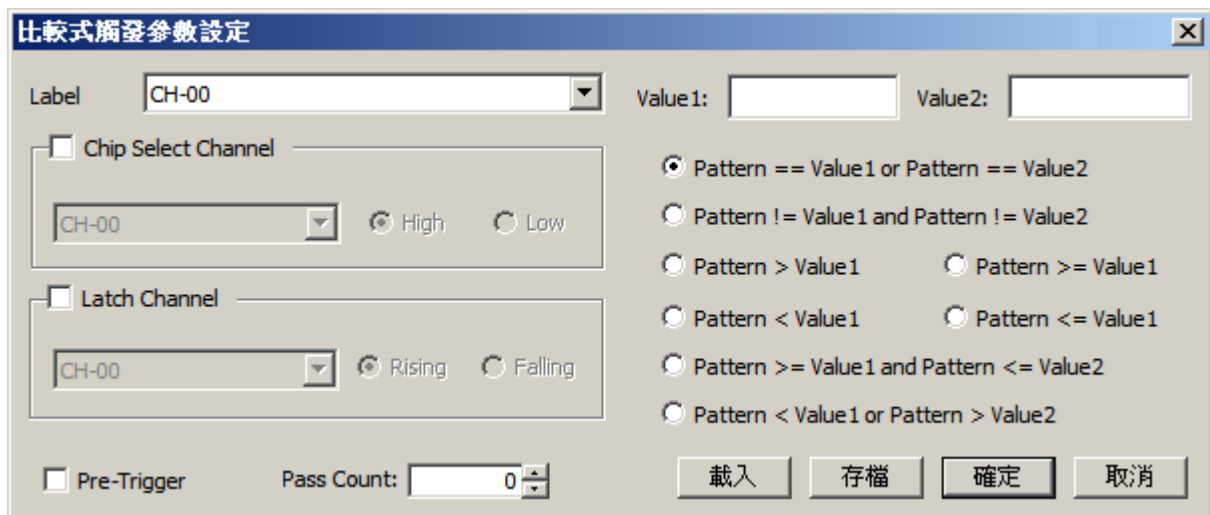 比較式觸發參數設定
Label CH-00 Value1: Value2:
Chip Select Channel
CH-00 High Low
Latch Channel
CH-00 Rising Falling
Pattern == Value1 or Pattern == Value2
Pattern != Value1 and Pattern != Value2
Pattern > Value1 Pattern >= Value1
Pattern < Value1 Pattern <= Value1
Pattern >= Value1 and Pattern <= Value2
Pattern < Value1 or Pattern > Value2
Pre-Trigger Pass Count: 0 載入 存檔 確定 取消